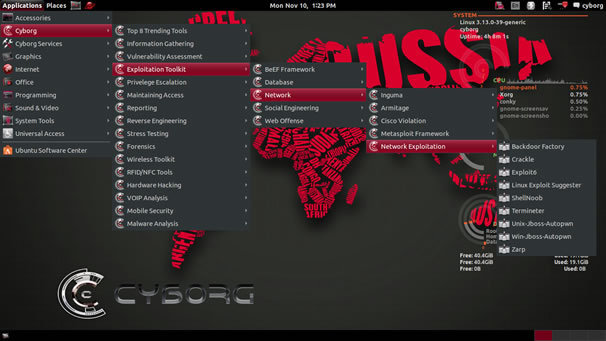 Applications Places Mon Nov 10, 1:23 PM cyborg
Accessories
Cyborg
Cyborg Services
Graphics
Internet
Office
Programming
Sound & Video
System Tools
Universal Access
Ubuntu Software Center
Top 8 Trending Tools
Information Gathering
Vulnerability Assessment
Exploitation Toolkit
Privelege Escalation
Maintaining Access
Reporting
Reverse Engineering
Stress Testing
Forensics
Wireless Toolkit
RFID/NFC Tools
Hardware Hacking
VOIP Analysis
Mobile Security
Malware Analysis
BeEF Framework
Database
Network
Social Engineering
Web Offense
Inguma
Armitage
Cisco Violation
Metasploit Framework
Network Exploitation
Backdoor Factory
Crackle
Exploit6
Linux Exploit Suggester
ShellNoob
Termineter
Unix-Jboss-Autopwn
Win-Jboss-Autopwn
Zarp
SYSTEM
Linux 3.13.0-39-generic
cyborg
Uptime: 4h 8m 1s
CPU
gnome-panel 0.75%
Xorg 0.75%
conky 0.50%
gnome-screensav 0.25%
gnome-screensho 0.00%
RUSSIA
SOUTH
AFRI
Free: 40.4GiB Used: 19.1GiB
Free: 40.4GiB Used: 19.1GiB
Free: 0B Used: 0B
CYBORG